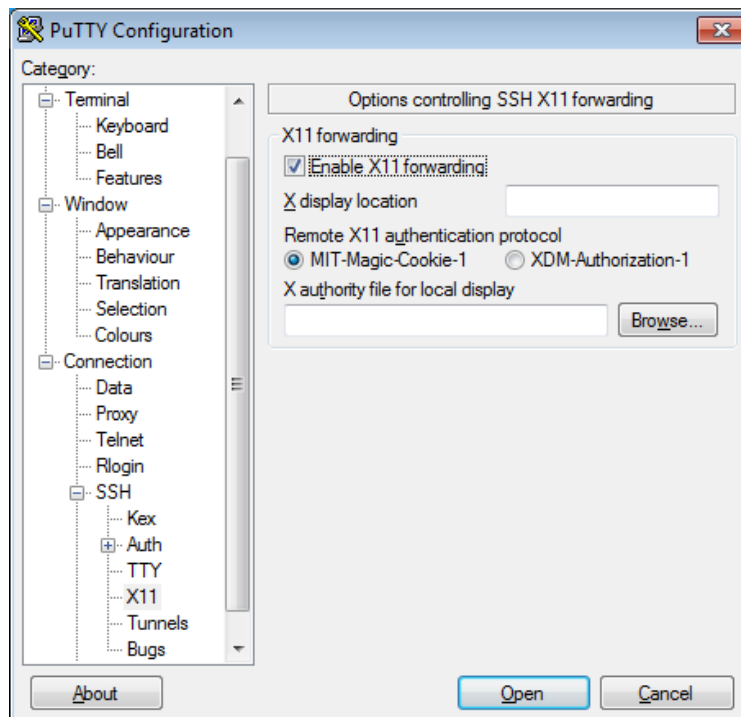 PuTTY Configuration
Category:
Terminal
Keyboard
Bell
Features
Window
Appearance
Behaviour
Translation
Selection
Colours
Connection
Data
Proxy
Telnet
Rlogin
SSH
Kex
Auth
TTY
X11
Tunnels
Bugs
Options controlling SSH X11 forwarding
X11 forwarding
Enable X11 forwarding
X display location
Remote X11 authentication protocol
MIT-Magic-Cookie-1 XDM-Authorization-1
X authority file for local display
Browse...
About Open Cancel